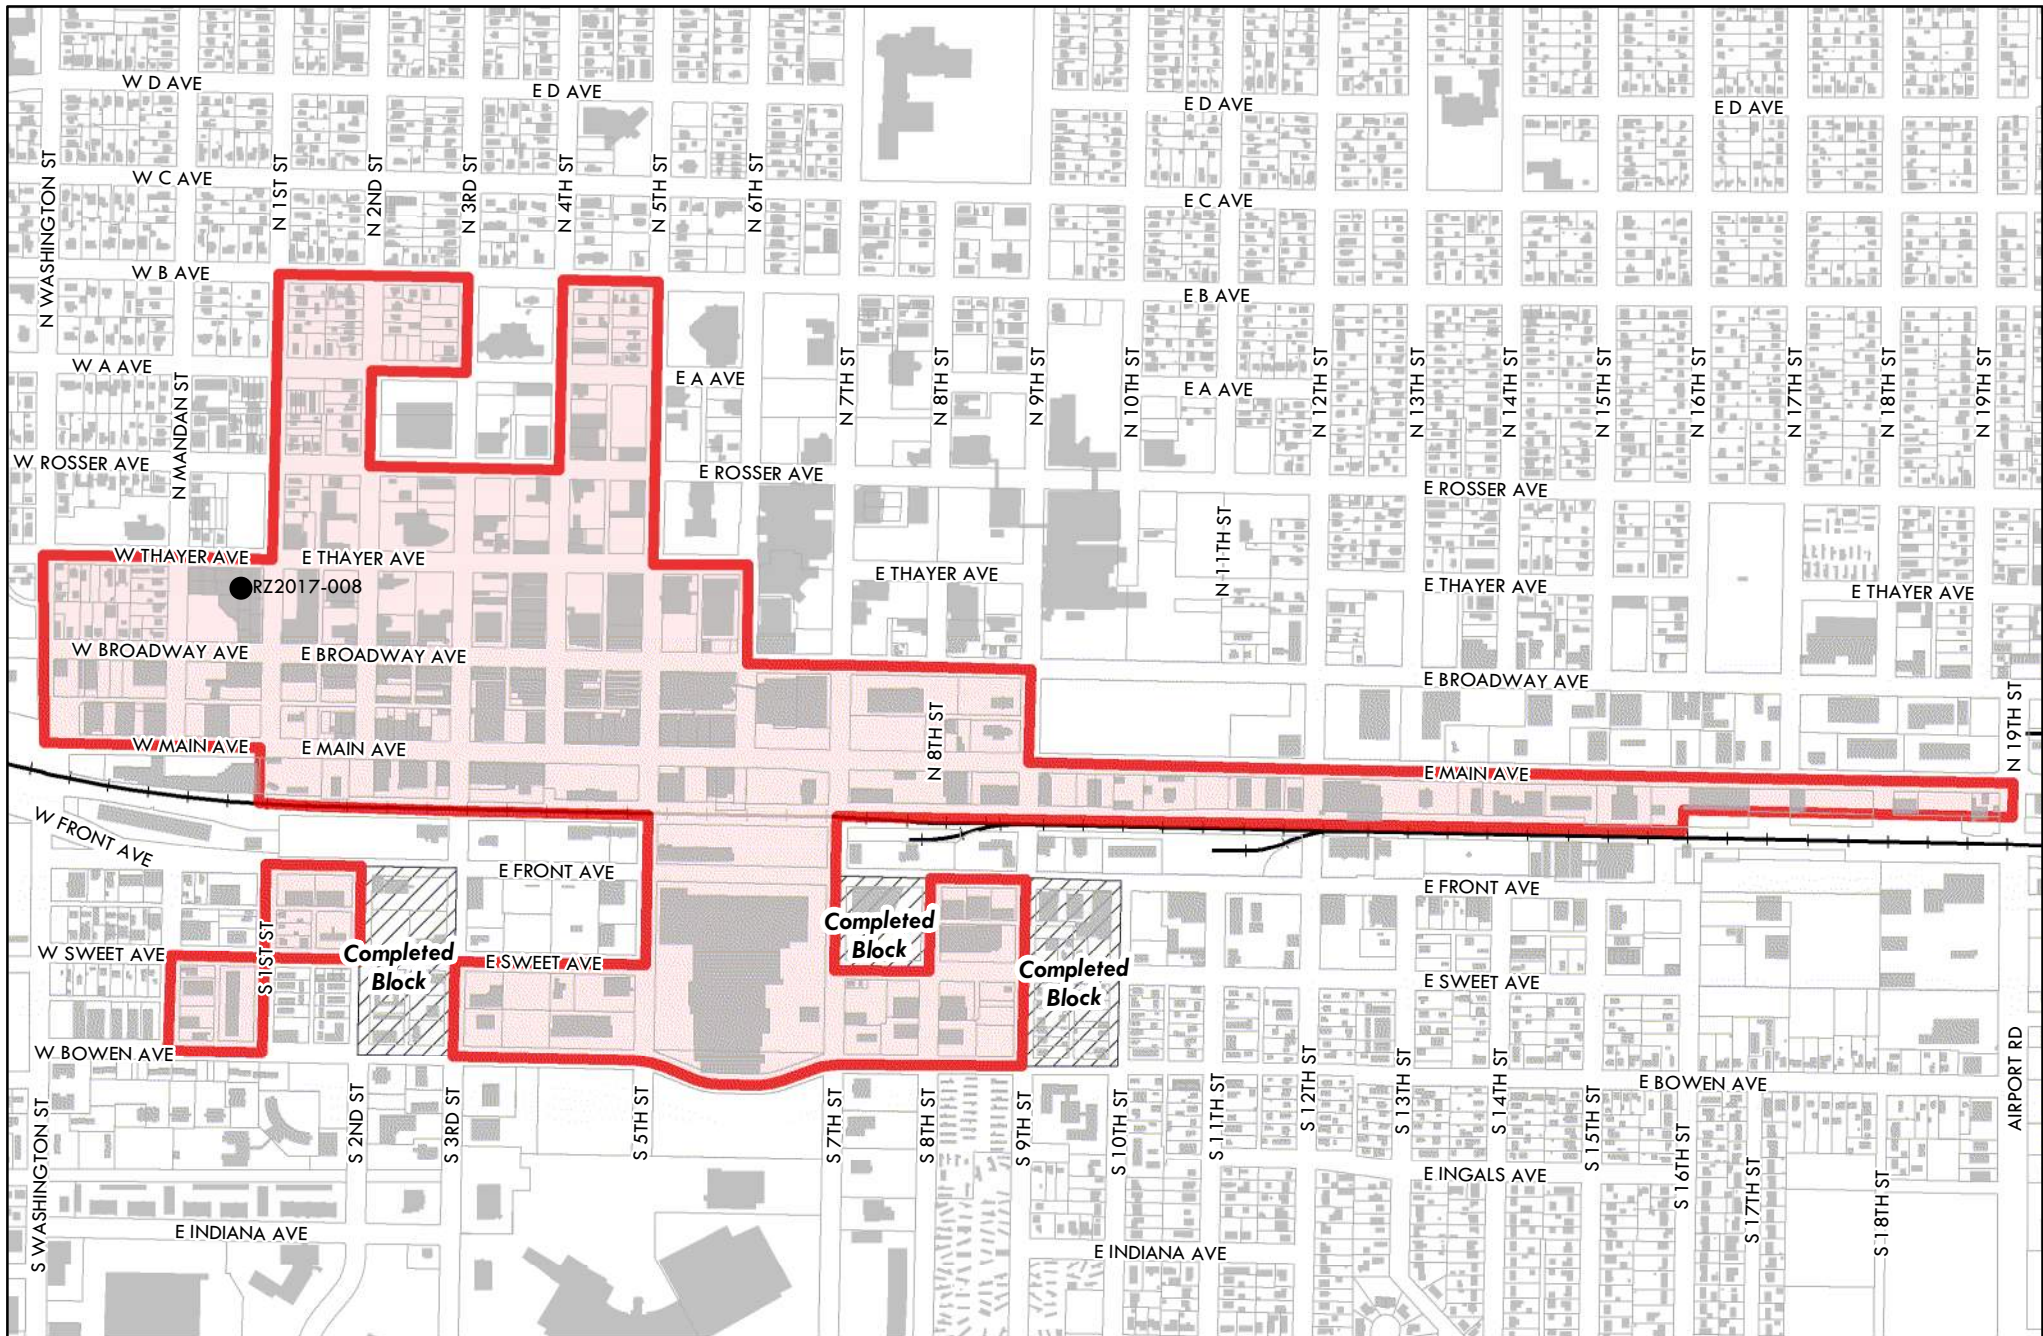 W D AVE
E D AVE
E D AVE
E D AVE
W C AVE
E C AVE
N WASHINGTON ST
N 1ST ST
N 2ND ST
N 3RD ST
N 4TH ST
N 5TH ST
N 6TH ST
W B AVE
E B AVE
W A AVE
E A AVE
E A AVE
N MANDAN ST
N 7TH ST
N 8TH ST
N 9TH ST
N 10TH ST
N 12TH ST
N 13TH ST
N 14TH ST
N 15TH ST
N 16TH ST
N 17TH ST
N 18TH ST
N 19TH ST
W ROSSER AVE
E ROSSER AVE
E ROSSER AVE
N 11TH ST
W THAYER AVE
E THAYER AVE
E THAYER AVE
E THAYER AVE
E THAYER AVE
RZ2017-008
W BROADWAY AVE
E BROADWAY AVE
E BROADWAY AVE
N 8TH ST
N 19TH ST
W MAIN AVE
E MAIN AVE
E MAIN AVE
W FRONT AVE
E FRONT AVE
E FRONT AVE
Completed
Block
Completed
Block
Completed
Block
S 1ST ST
W SWEET AVE
E SWEET AVE
E SWEET AVE
W BOWEN AVE
E BOWEN AVE
AIRPORT RD
S WASHINGTON ST
S 2ND ST
S 3RD ST
S 5TH ST
S 7TH ST
S 8TH ST
S 9TH ST
S 10TH ST
S 11TH ST
S 12TH ST
S 13TH ST
S 14TH ST
S 15TH ST
S 16TH ST
S 17TH ST
S 18TH ST
E INGALS AVE
E INDIANA AVE
E INDIANA AVE